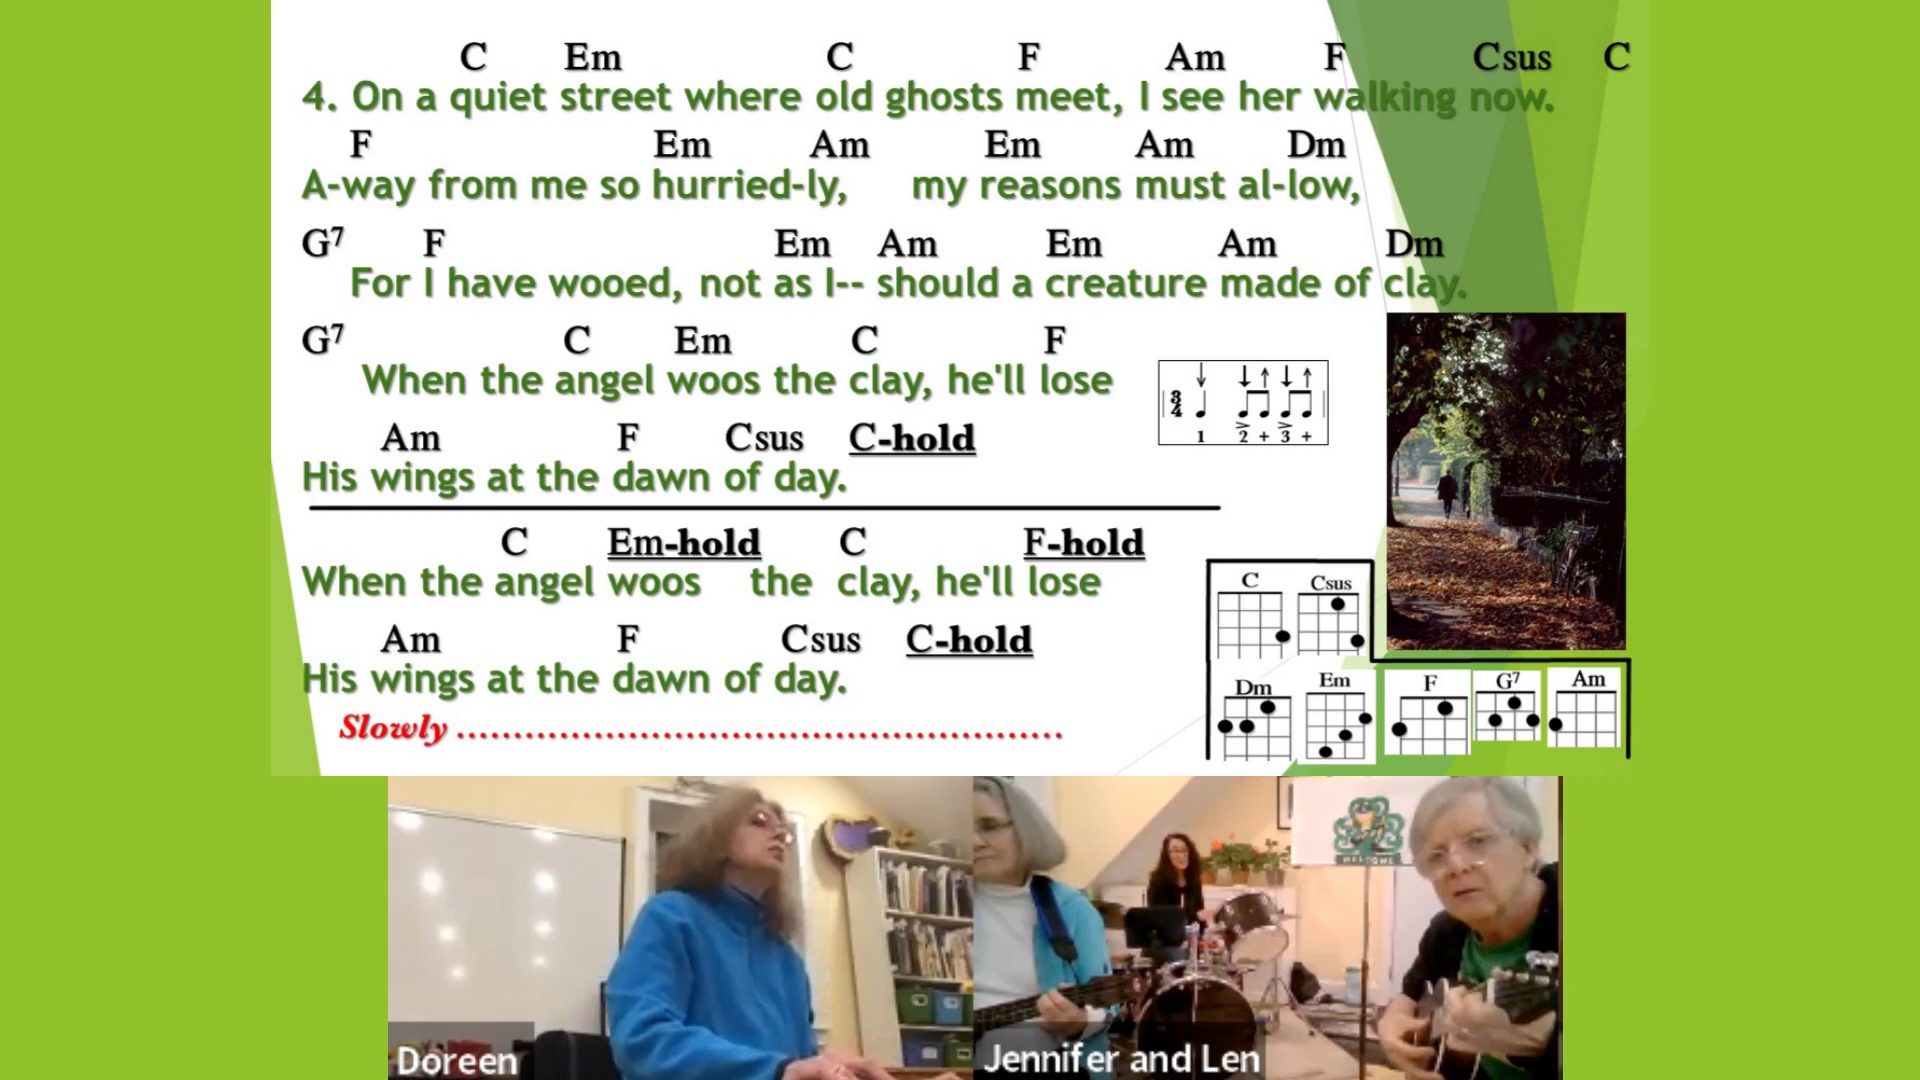 C Em C F Am F Csus C
4. On a quiet street where old ghosts meet, I see her walking now.
F Em Am Em Am Dm
A-way from me so hurried-ly, my reasons must al-low,
G7 F Em Am Em Am Dm
For I have wooed, not as I-- should a creature made of clay.
G7 C Em C F
When the angel woos the clay, he'll lose
Am F Csus C-hold
His wings at the dawn of day.
3
4
1 2 + 3 +
C Em-hold C F-hold
When the angel woos the clay, he'll lose
Am F Csus C-hold
His wings at the dawn of day.
Slowly ......................................................
C Csus
Dm Em F G7 Am
WELCOME
Doreen
Jennifer and Len